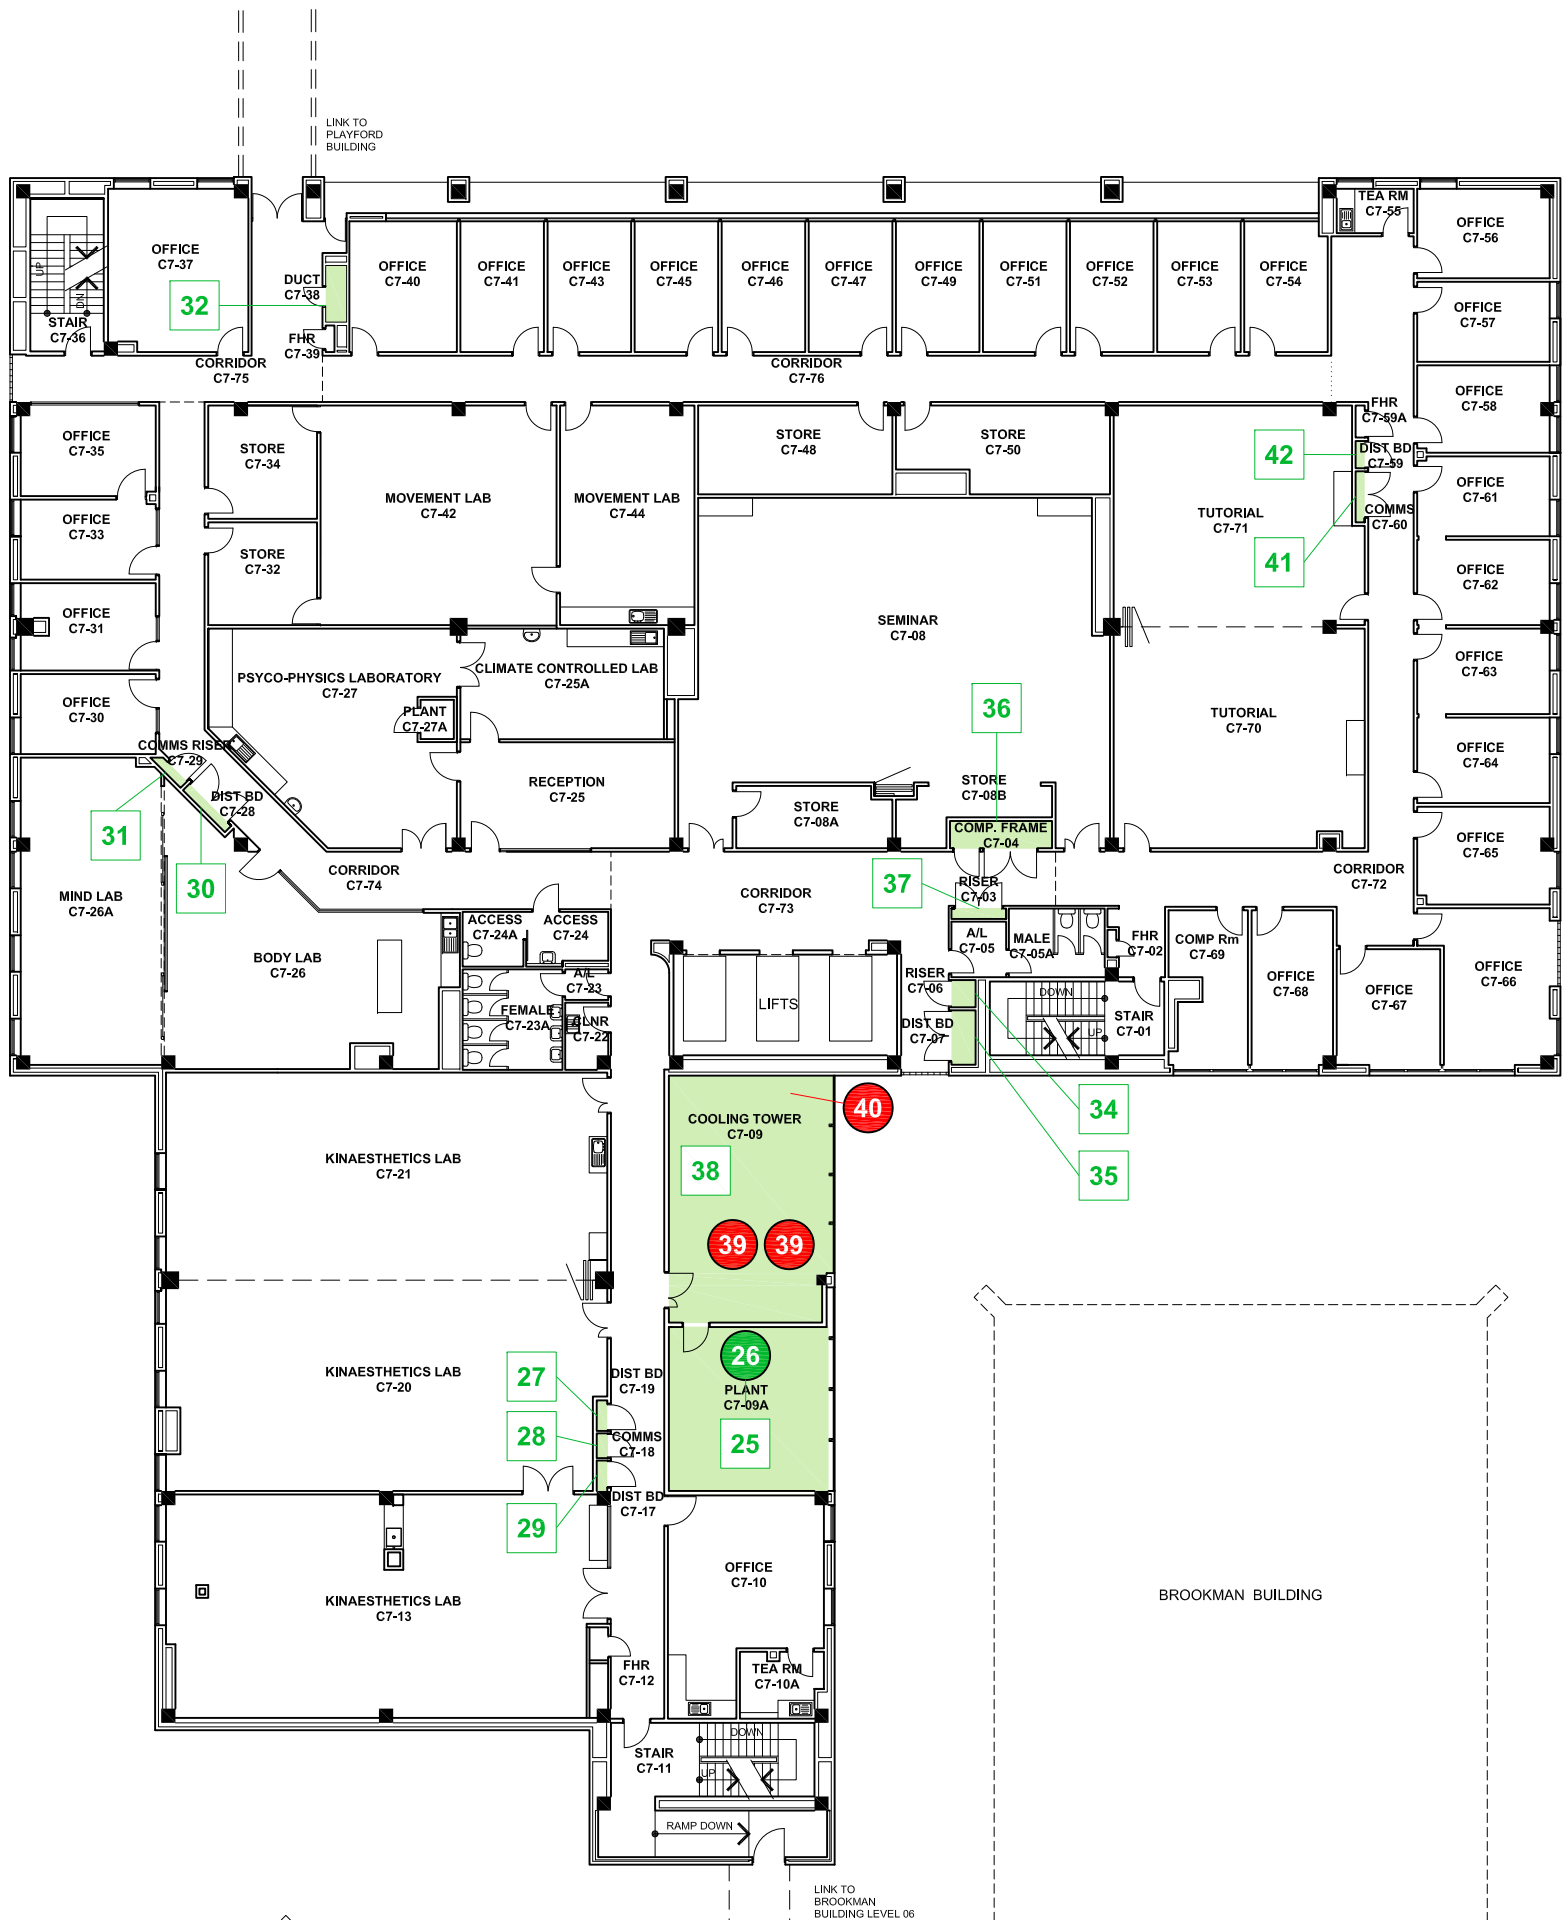 LINK TO
PLAYFORD
BUILDING
OFFICE
C7-37
UP
DN
STAIR
C7-36
32
DUCT
C7-38
FHR
C7-39
OFFICE
C7-40
OFFICE
C7-41
OFFICE
C7-43
OFFICE
C7-45
OFFICE
C7-46
OFFICE
C7-47
OFFICE
C7-49
OFFICE
C7-51
OFFICE
C7-52
OFFICE
C7-53
OFFICE
C7-54
TEA RM
C7-55
OFFICE
C7-56
OFFICE
C7-57
OFFICE
C7-58
CORRIDOR
C7-75
CORRIDOR
C7-76
FHR
C7-59A
DIST BD
C7-59
42
COMMS
C7-60
41
OFFICE
C7-61
OFFICE
C7-62
OFFICE
C7-63
OFFICE
C7-64
OFFICE
C7-65
OFFICE
C7-66
OFFICE
C7-35
OFFICE
C7-33
OFFICE
C7-31
OFFICE
C7-30
STORE
C7-34
STORE
C7-32
MOVEMENT LAB
C7-42
MOVEMENT LAB
C7-44
STORE
C7-48
STORE
C7-50
TUTORIAL
C7-71
SEMINAR
C7-08
TUTORIAL
C7-70
PSYCO-PHYSICS LABORATORY
C7-27
CLIMATE CONTROLLED LAB
C7-25A
PLANT
C7-27A
COMMS RISER
C7-29
DIST BD
C7-28
31
30
RECEPTION
C7-25
36
STORE
C7-08B
STORE
C7-08A
COMP. FRAME
C7-04
MIND LAB
C7-26A
CORRIDOR
C7-74
CORRIDOR
C7-73
37
RISER
C7-03
CORRIDOR
C7-72
BODY LAB
C7-26
ACCESS
C7-24A
ACCESS
C7-24
A/L
C7-23
FEMALE
C7-23A
CLNR
C7-22
LIFTS
A/L
C7-05
MALE
C7-05A
FHR
C7-02
COMP Rm
C7-69
OFFICE
C7-68
OFFICE
C7-67
RISER
C7-06
DIST BD
C7-07
DOWN
UP
STAIR
C7-01
34
35
COOLING TOWER
C7-09
40
38
39
39
KINAESTHETICS LAB
C7-21
KINAESTHETICS LAB
C7-20
26
PLANT
C7-09A
25
27
28
29
DIST BD
C7-19
COMMS
C7-18
DIST BD
C7-17
KINAESTHETICS LAB
C7-13
OFFICE
C7-10
FHR
C7-12
TEA RM
C7-10A
STAIR
C7-11
DOWN
UP
RAMP DOWN
BROOKMAN BUILDING
LINK TO
BROOKMAN
BUILDING LEVEL 06